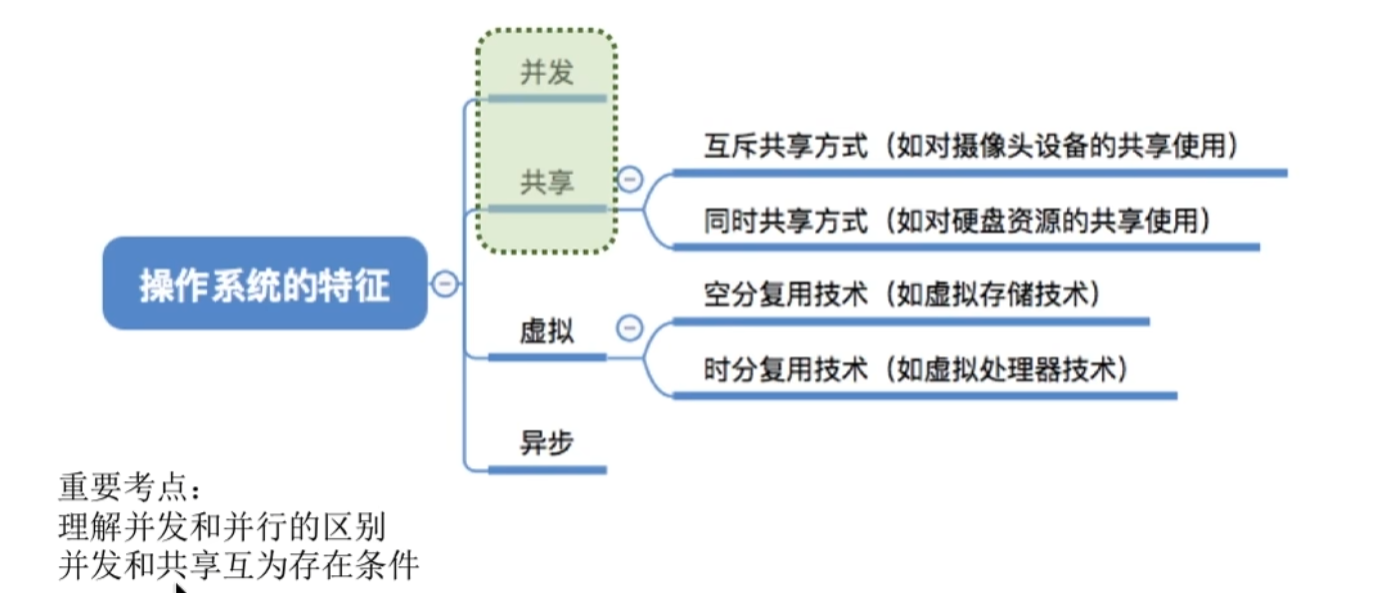 操作系统的特征
并发
共享
互斥共享方式（如对摄像头设备的共享使用）
同时共享方式（如对硬盘资源的共享使用）
虚拟
空分复用技术（如虚拟存储技术）
时分复用技术（如虚拟处理器技术）
异步
重要考点：
理解并发和并行的区别
并发和共享互为存在条件